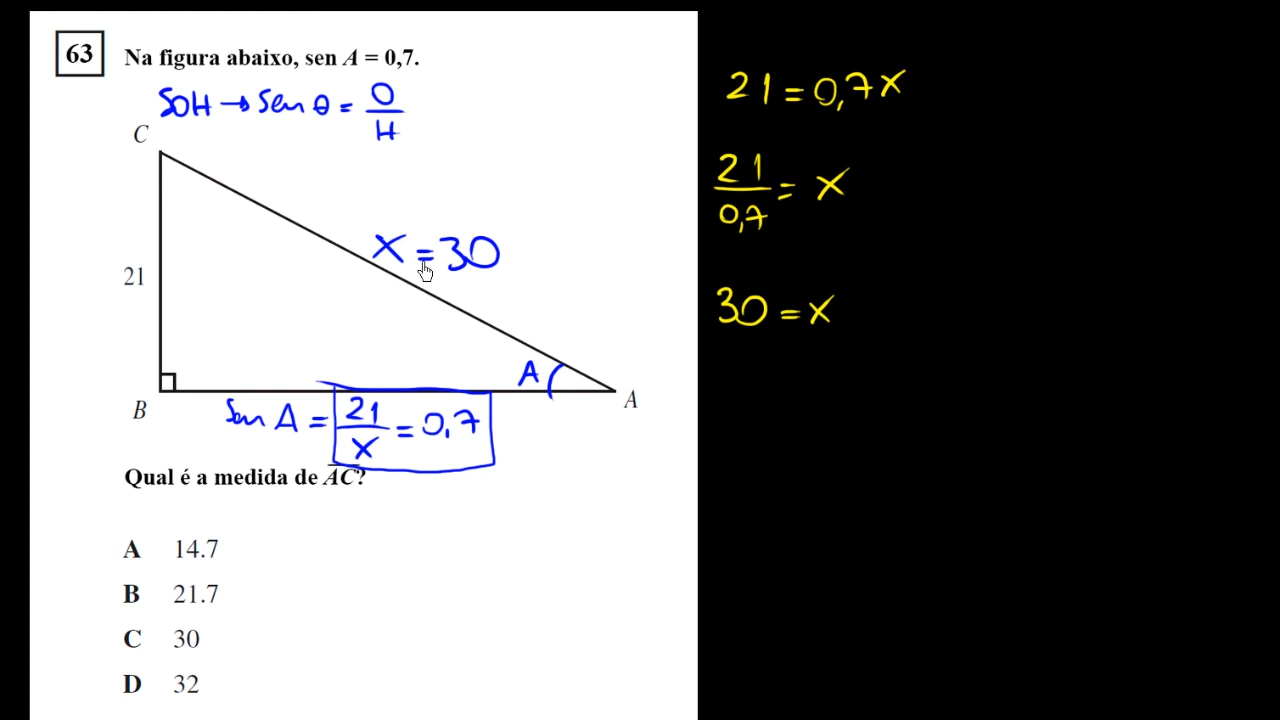 63 Na figura abaixo, sen A = 0,7.
SOH → Sen θ = O/H
C
21
x = 30
A
B
A
Sen A = 21/x = 0,7
Qual é a medida de AC?
A 14.7
B 21.7
C 30
D 32
21 = 0,7x
21/0,7 = x
30 = x